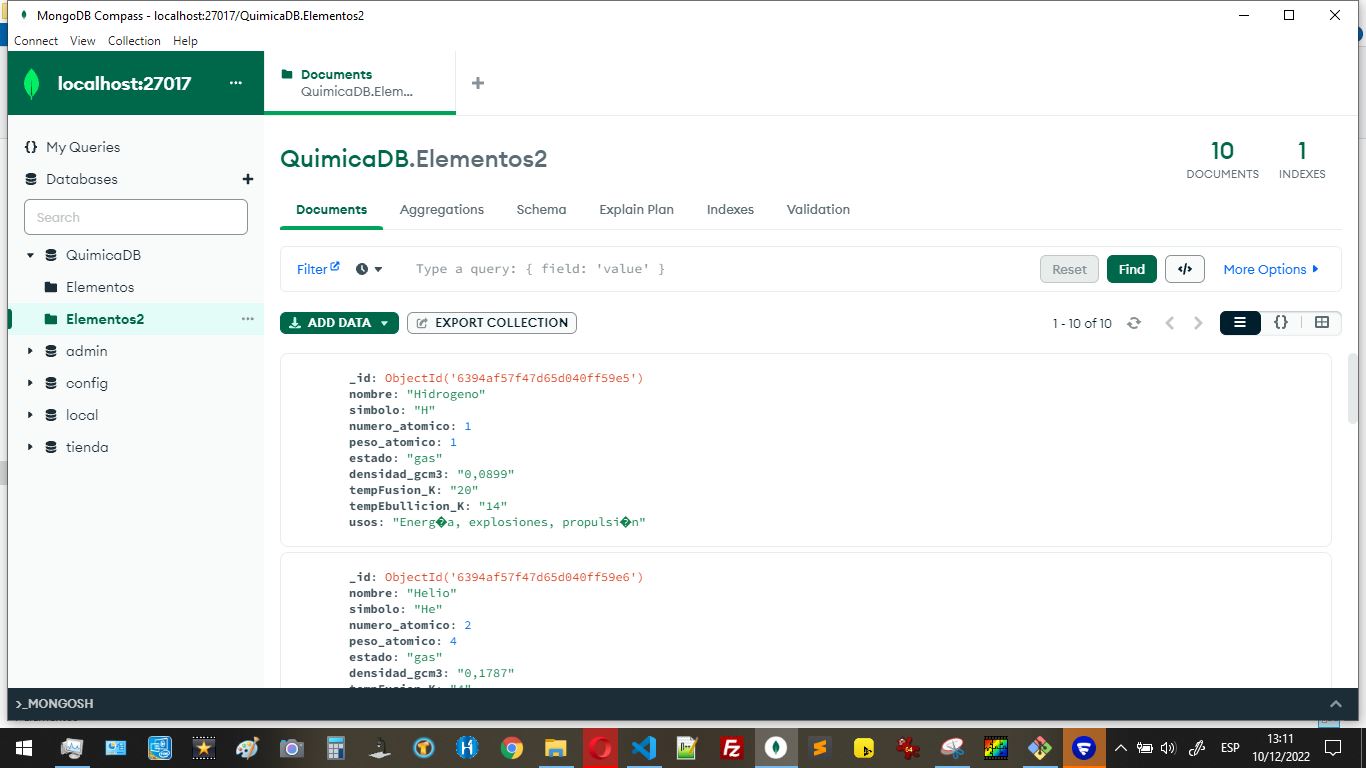 MongoDB Compass - localhost:27017/QuimicaDB.Elementos2
Connect View Collection Help
localhost:27017 ...
Documents
QuimicaDB.Elem...
+
{} My Queries
Databases +
Search
QuimicaDB
Elementos
Elementos2 ...
admin
config
local
tienda
QuimicaDB.Elementos2
10
DOCUMENTS
1
INDEXES
Documents Aggregations Schema Explain Plan Indexes Validation
Filter Type a query: { field: 'value' } Reset Find </> More Options
ADD DATA EXPORT COLLECTION 1 - 10 of 10 {}
_id: ObjectId('6394af57f47d65d040ff59e5')
nombre: "Hidrogeno"
simbolo: "H"
numero_atomico: 1
peso_atomico: 1
estado: "gas"
densidad_gcm3: "0,0899"
tempFusion_K: "20"
tempEbullicion_K: "14"
usos: "Energ�a, explosiones, propulsi�n"
_id: ObjectId('6394af57f47d65d040ff59e6')
nombre: "Helio"
simbolo: "He"
numero_atomico: 2
peso_atomico: 4
estado: "gas"
densidad_gcm3: "0,1787"
>_MONGOSH
ESP
13:11
10/12/2022